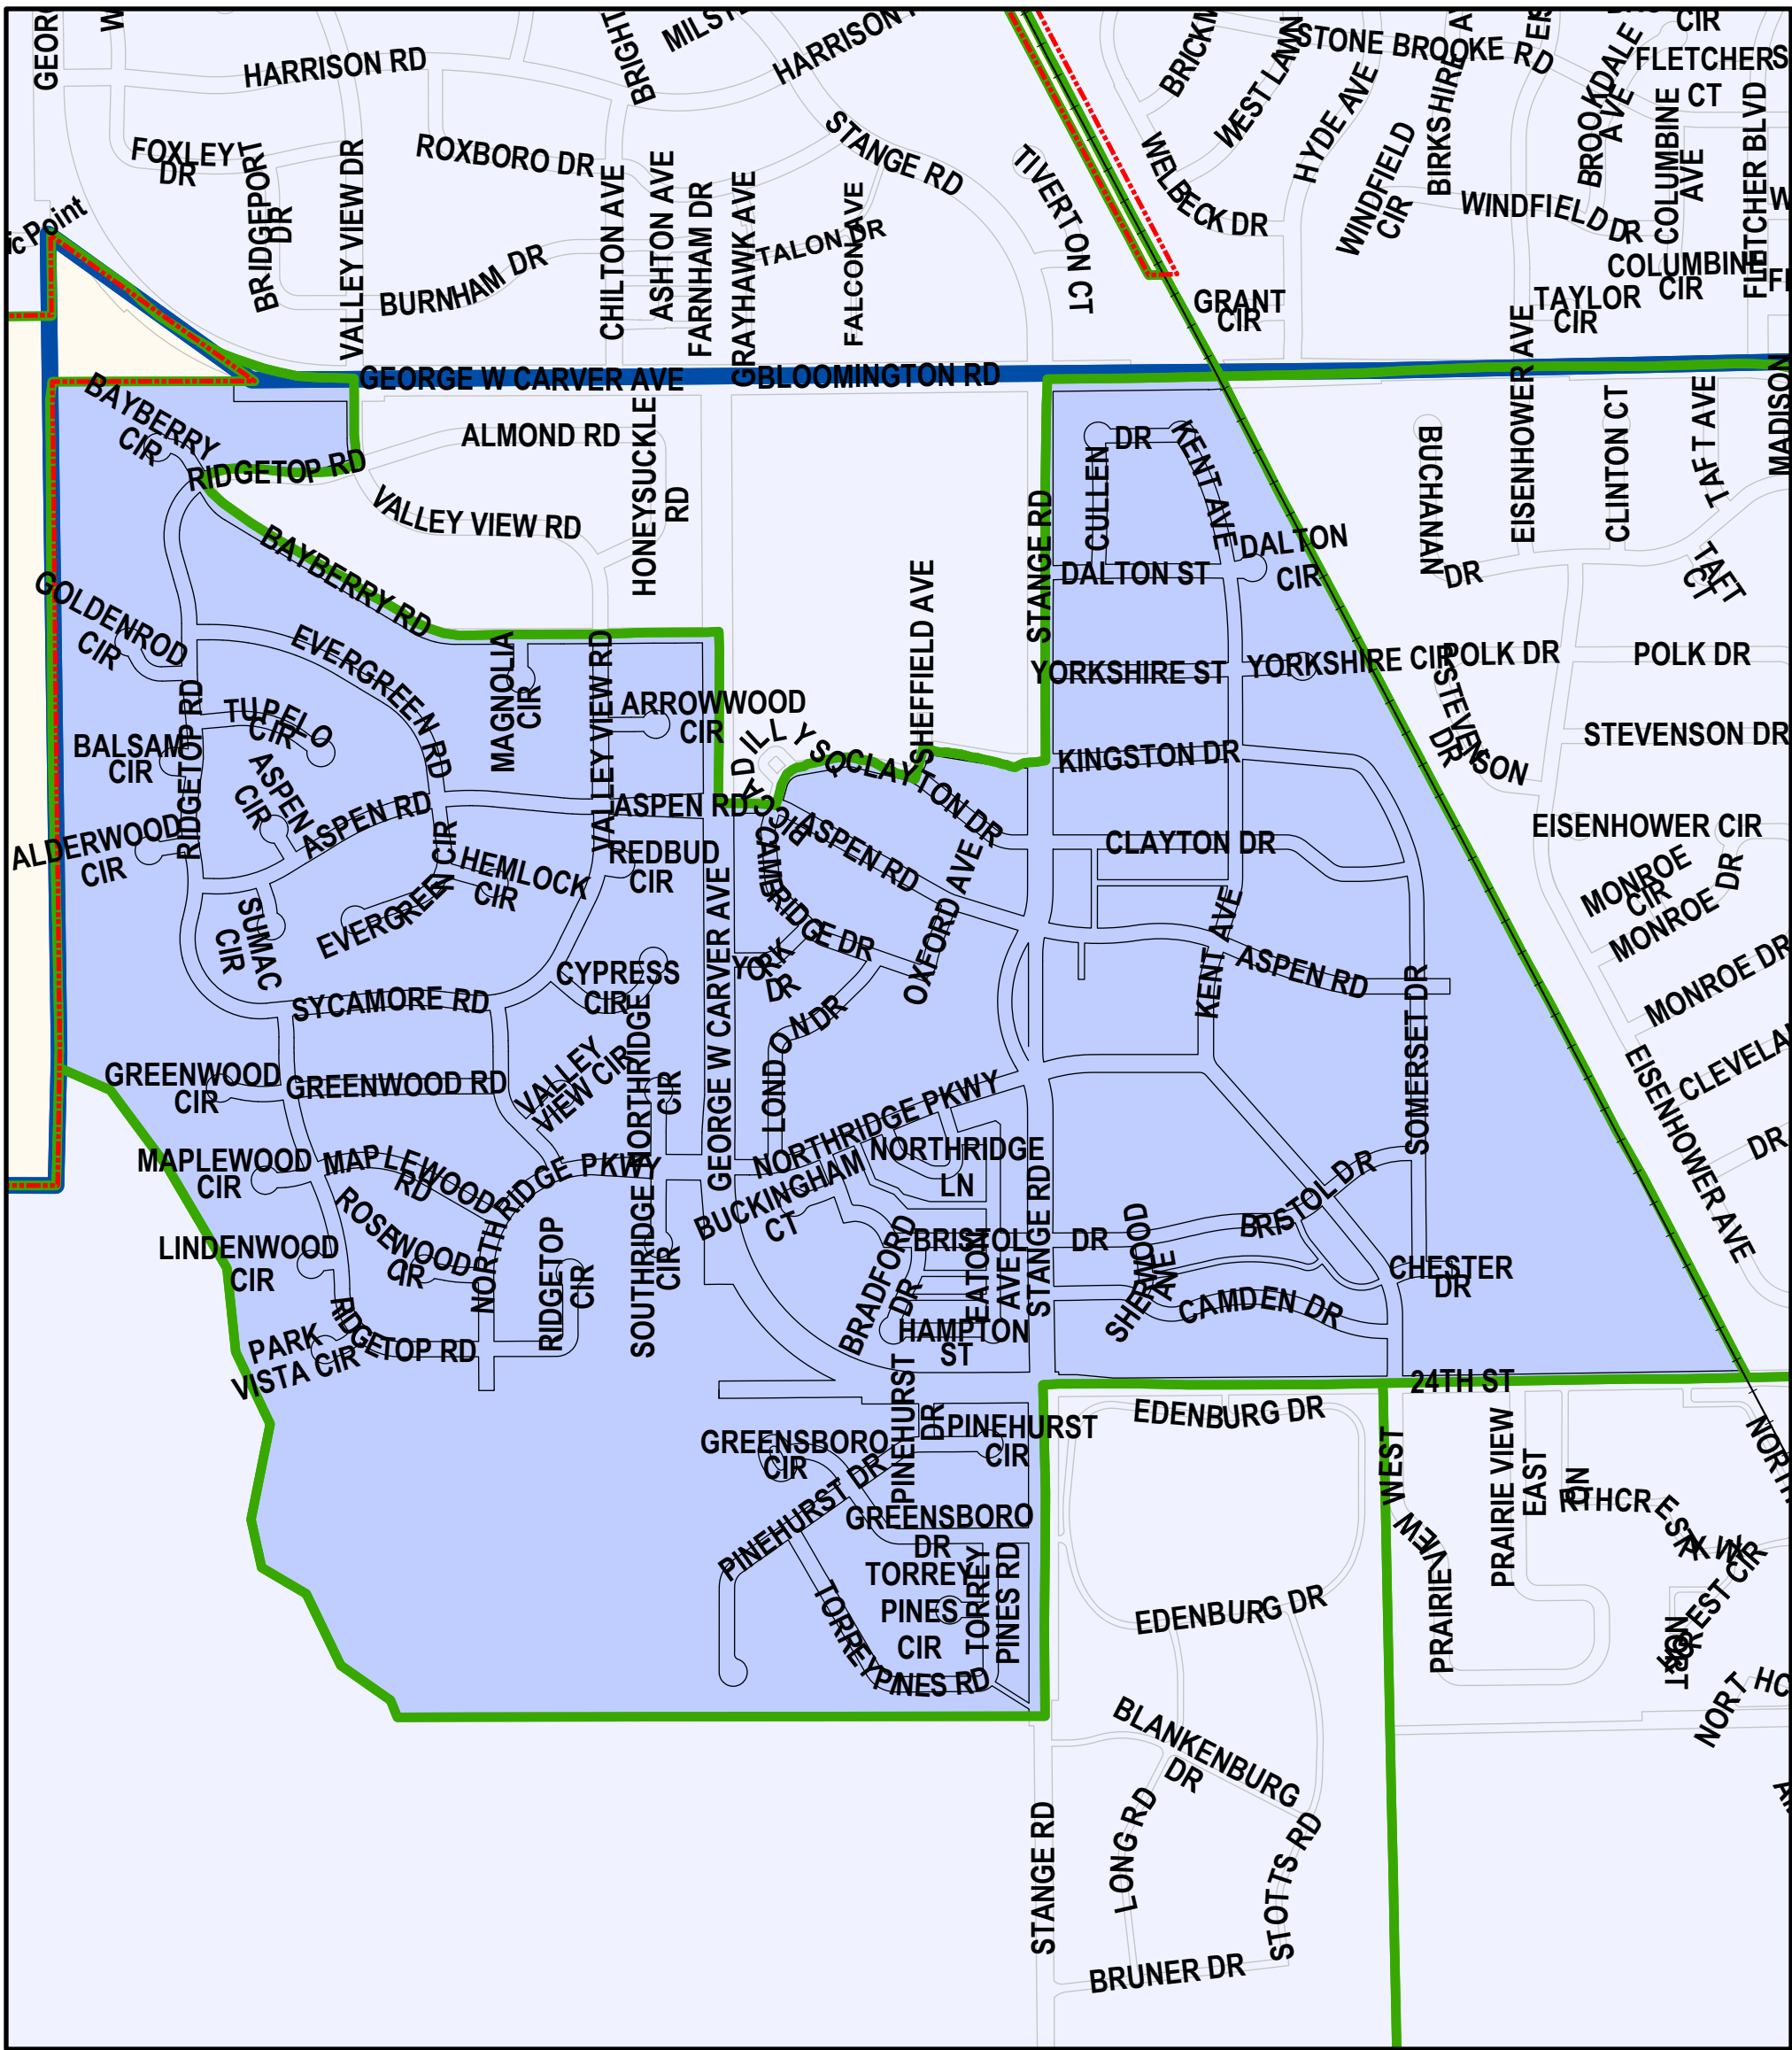 HARRISON RD
HARRISON
STONE BROOKE RD
CIR
FLETCHER
CT
BROOKDALE
AVE
COLUMBINE
AVE
FLETCHER BLVD
WEST LAWN
HYDE AVE
WINDFIELD
CIR
WINDFIELD DR
WELBECK DR
COLUMBINE
CIR
TAYLOR
CIR
GRANT
CIR
FOXLEY
DR
BRIDGEPORT
DR
VALLEY VIEW DR
ROXBORO DR
BURNHAM DR
CHILTON AVE
ASHTON AVE
FARNHAM DR
GRAYHAWK AVE
TALON DR
FALCON AVE
STANGE RD
TIVERTON CT
Point
GEORGE W CARVER AVE
BLOOMINGTON RD
EISENHOWER AVE
MADISON
BAYBERRY
CIR
RIDGETOP RD
ALMOND RD
HONEYSUCKLE
RD
VALLEY VIEW RD
BAYBERRY RD
STANGE RD
CULLEN
DR
KENT AVE
DALTON
CIR
DALTON ST
BUCHANAN
DR
CLINTON CT
TAFT AVE
TAFT
CT
GOLDENROD
CIR
EVERGREEN RD
MAGNOLIA
CIR
VALLEY VIEW RD
ARROWWOOD
CIR
SHEFFIELD AVE
YORKSHIRE ST
YORKSHIRE CIR
POLK DR
POLK DR
STEVENSON
DR
STEVENSON DR
RIDGETOP RD
TUPELO
CIR
BALSAM
CIR
ASPEN
CIR
ASPEN RD
ASPEN RD
PICCADILLY SQ
CLAYTON DR
KINGSTON DR
CLAYTON DR
ALDERWOOD
CIR
EVERGREEN CIR
HEMLOCK
CIR
REDBUD
CIR
CAMBRIDGE DR
ASPEN RD
OXFORD AVE
EISENHOWER CIR
MONROE
CIR
MONROE
DR
MONROE DR
SUMAC
CIR
CYPRESS
CIR
GEORGE W CARVER AVE
YORK
DR
KENT AVE
ASPEN RD
SYCAMORE RD
LONDON DR
SOMERSET DR
GREENWOOD
CIR
GREENWOOD RD
VALLEY
VIEW CIR
NORTHRIDGE
CIR
NORTHRIDGE PKWY
NORTHRIDGE
LN
EISENHOWER AVE
DR
MAPLEWOOD
CIR
MAPLEWOOD
RD
NORTHRIDGE PKWY
BUCKINGHAM
CT
STANGE RD
BRISTOL DR
BRISTOL
DR
ROSEWOOD
CIR
LINDENWOOD
CIR
RIDGETOP
CIR
SOUTHRIDGE
CIR
BRADFORD
DR
EATON
AVE
SHERWOOD
AVE
CHESTER
DR
CAMDEN DR
HAMPTON
ST
PARK
VISTA CIR
RIDGETOP RD
24TH ST
PINEHURST
DR
PINEHURST
CIR
EDENBURG DR
GREENSBORO
CIR
PINEHURST DR
GREENSBORO
DR
WEST
PRAIRIE VIEW
PRAIRIE VIEW
EAST
TORREY
PINES
CIR
TORREY
PINES RD
TORREY PINES RD
EDENBURG DR
BLANKENBURG
DR
LONG RD
STOTTS RD
STANGE RD
BRUNER DR